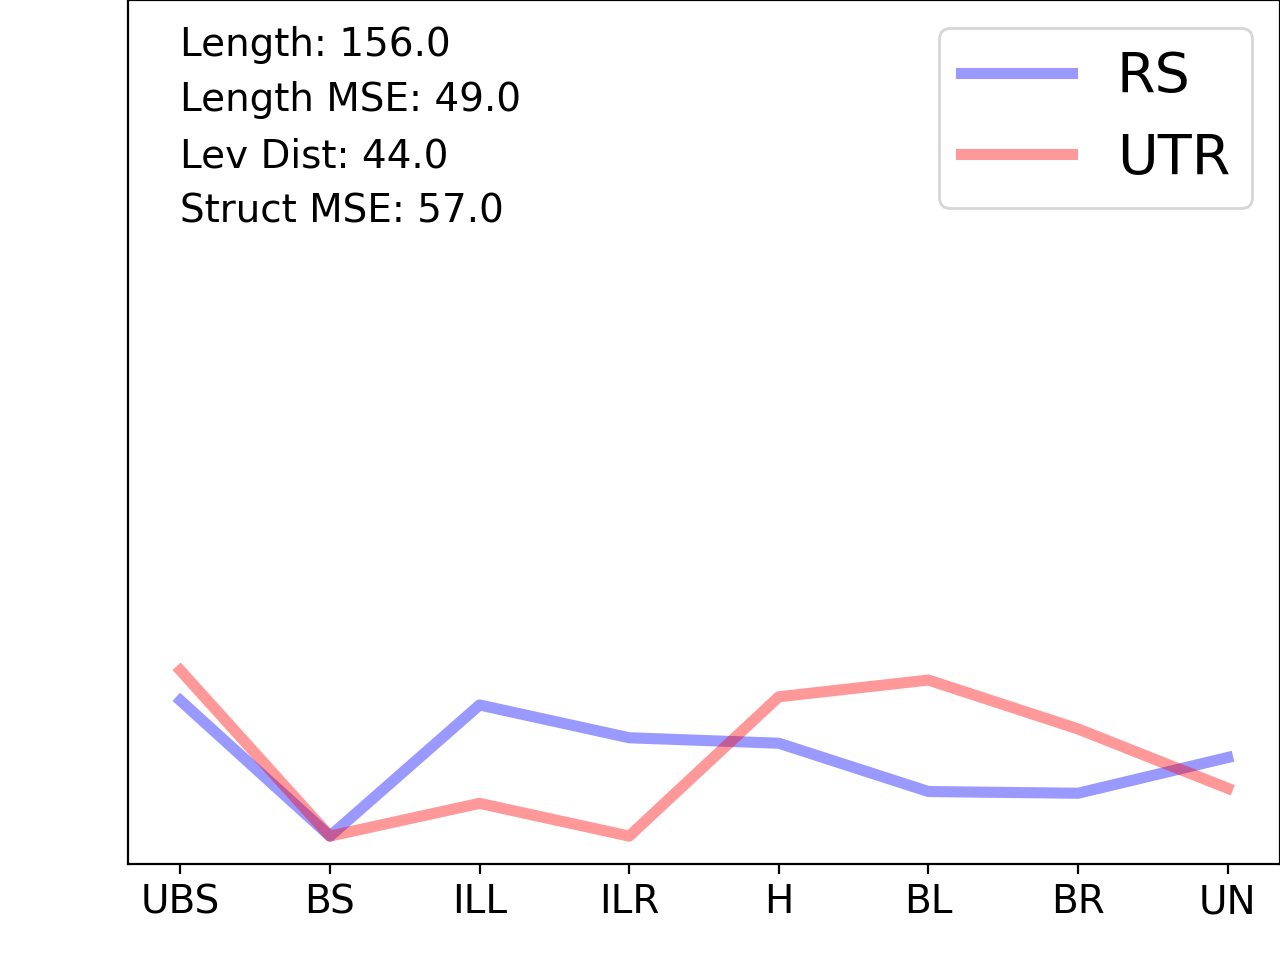 Length: 156.0
Length MSE: 49.0
Lev Dist: 44.0
Struct MSE: 57.0
RS
UTR
UBS BS ILL ILR H BL BR UN